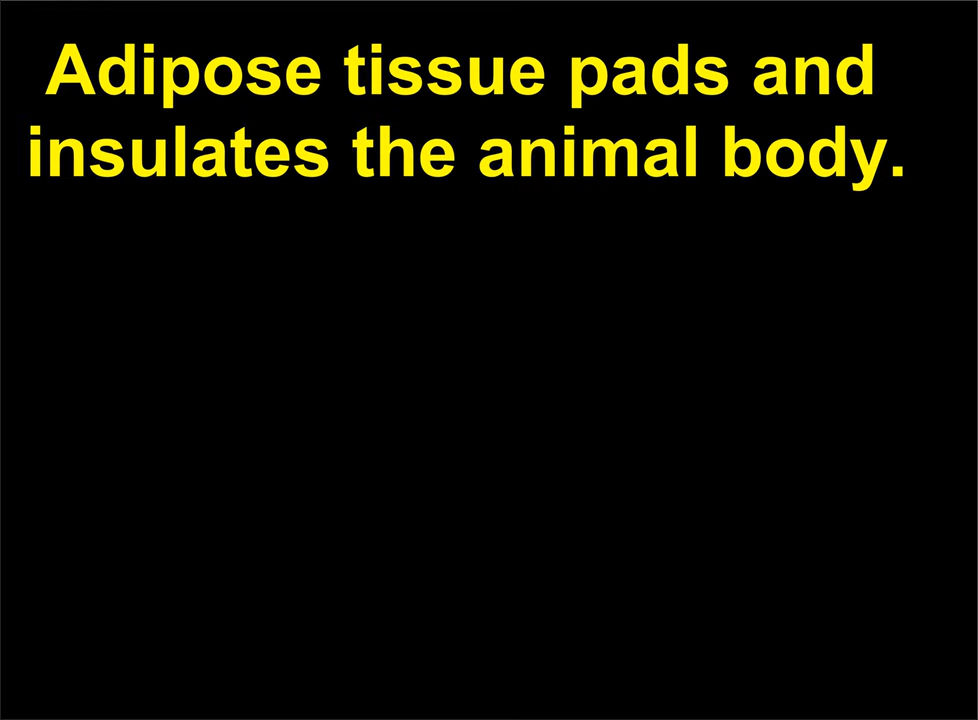 Adipose tissue pads and
insulates the animal body.